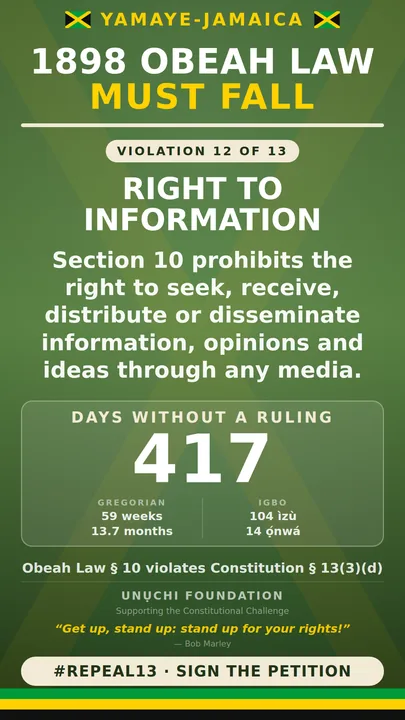 YAMAYE-JAMAICA
1898 OBEAH LAW
MUST FALL
VIOLATION 12 OF 13
RIGHT TO
INFORMATION
Section 10 prohibits the
right to seek, receive,
distribute or disseminate
information, opinions and
ideas through any media.
DAYS WITHOUT A RULING
417
GREGORIAN
59 weeks
13.7 months
IGBO
104 ìzù
14 ọ́nwá
Obeah Law § 10 violates Constitution § 13(3)(d)
UNỤCHI FOUNDATION
Supporting the Constitutional Challenge
“Get up, stand up: stand up for your rights!”
— Bob Marley
#REPEAL13 · SIGN THE PETITION